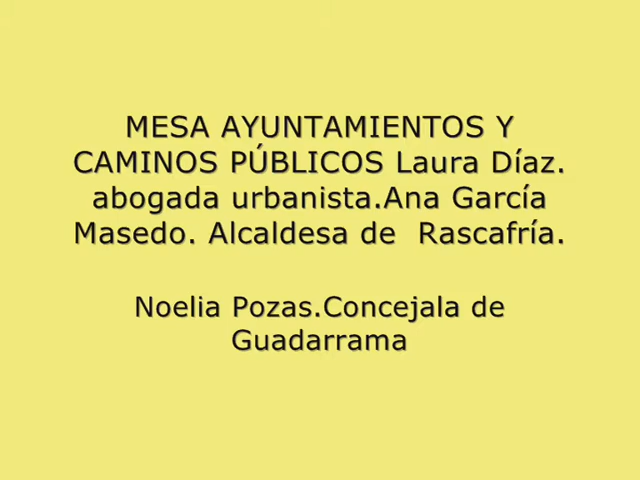 MESA AYUNTAMIENTOS Y
CAMINOS PÚBLICOS Laura Díaz.
abogada urbanista.Ana García
Masedo. Alcaldesa de  Rascafría.
Noelia Pozas.Concejala de
Guadarrama